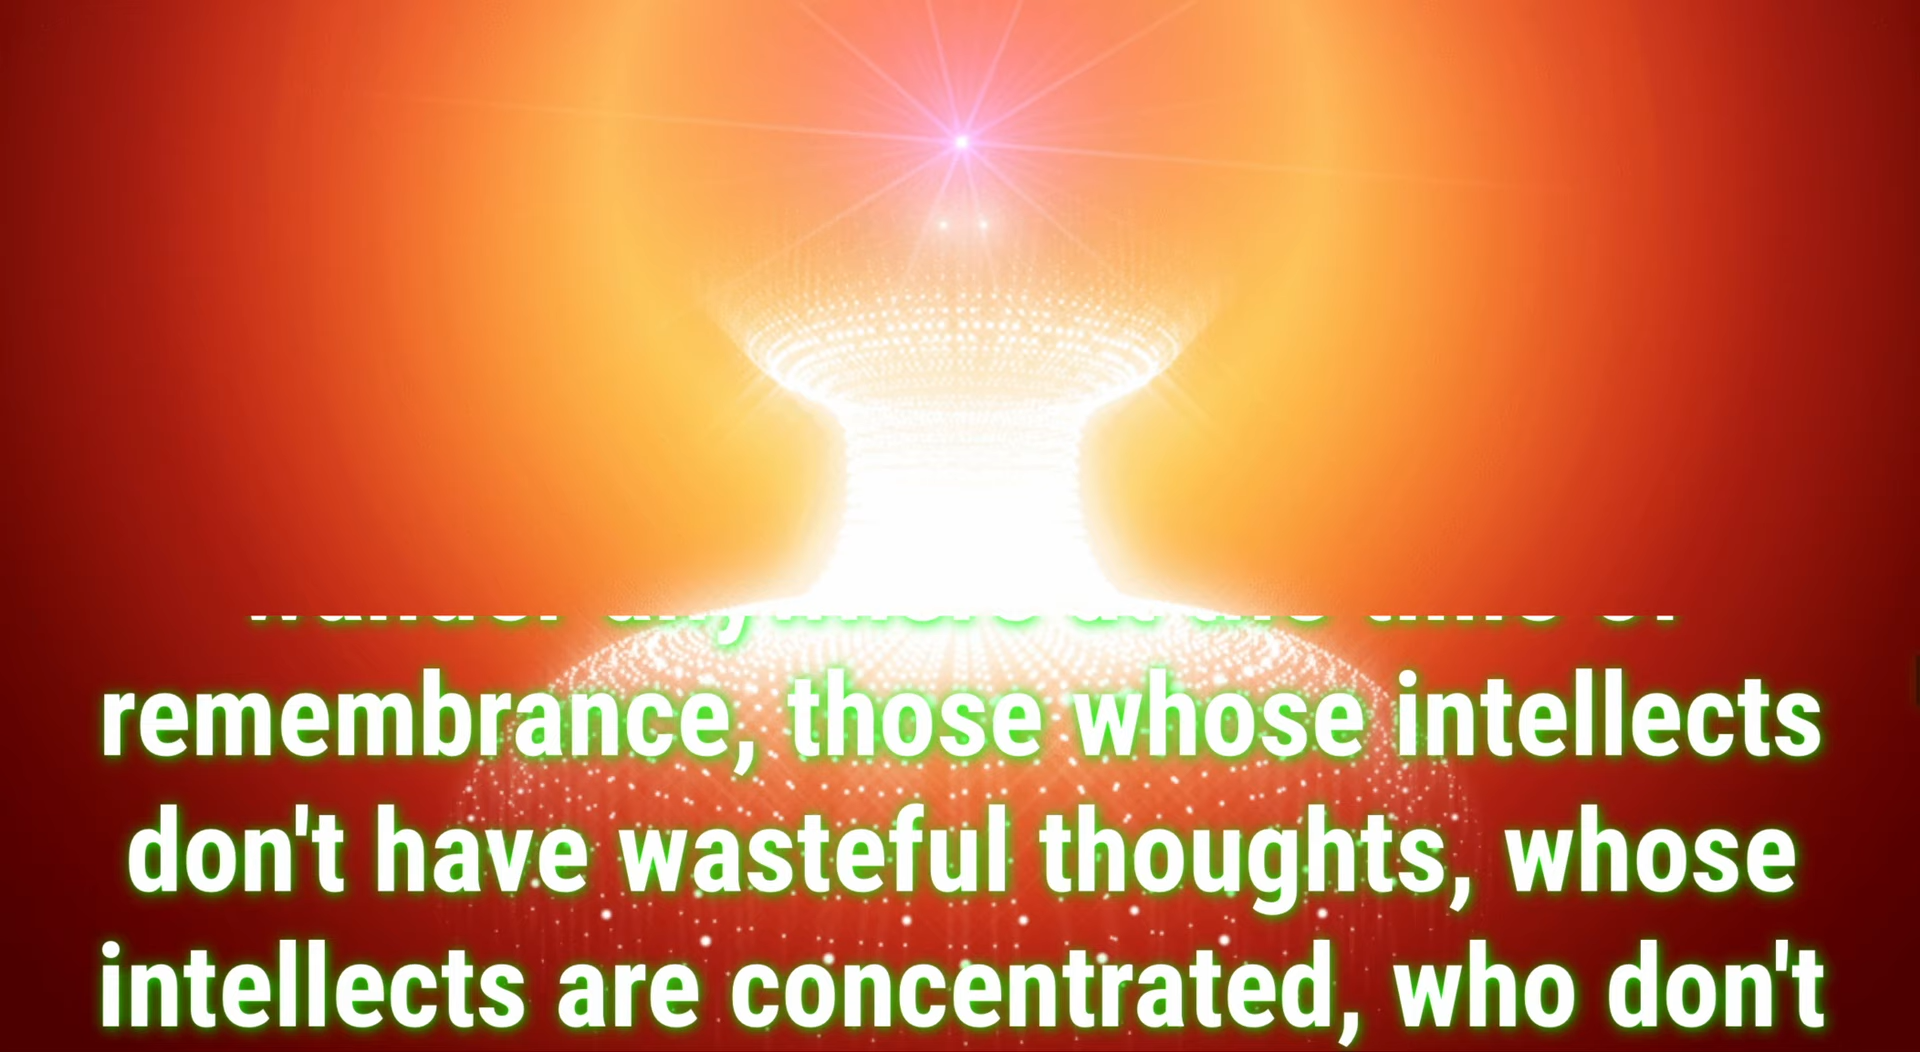 remembrance, those whose intellects
don't have wasteful thoughts, whose
intellects are concentrated, who don't